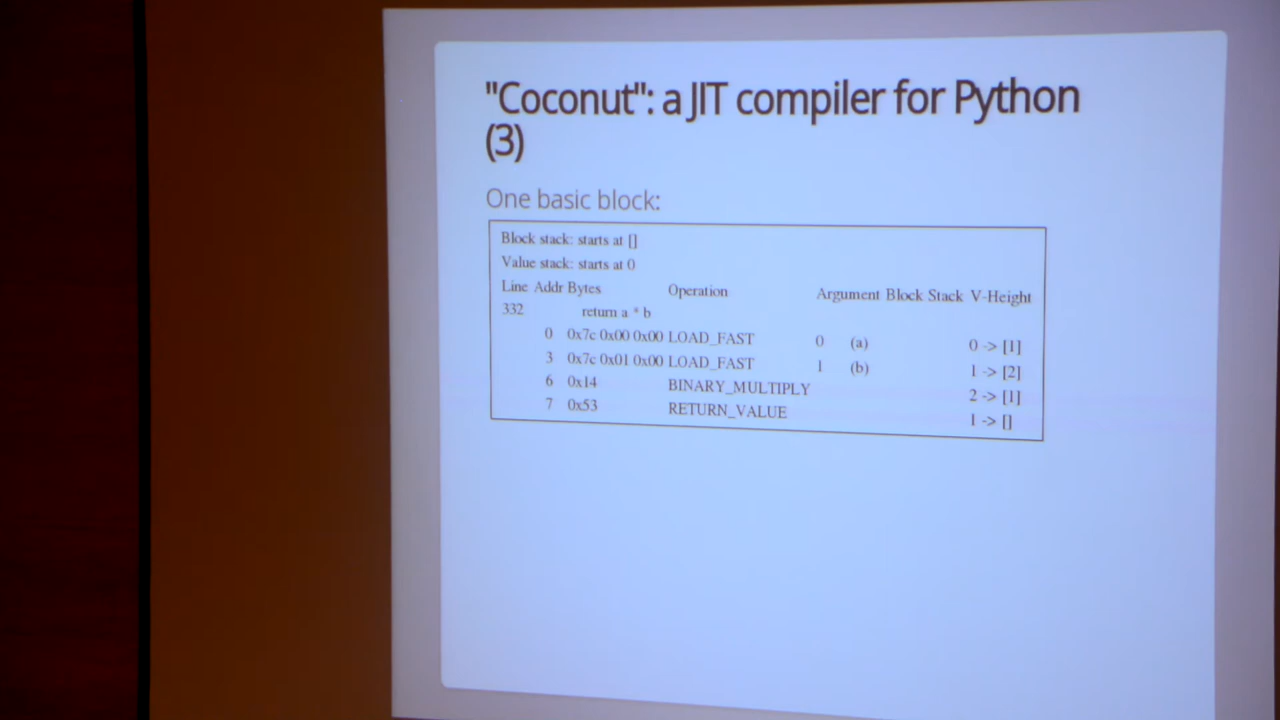 "Coconut": a JIT compiler for Python
(3)
One basic block:
Block stack: starts at []
Value stack: starts at 0
Line Addr Bytes Operation Argument Block Stack V-Height
332 return a * b
0 0x7c 0x00 0x00 LOAD_FAST 0 (a) 0 -> [1]
3 0x7c 0x01 0x00 LOAD_FAST 1 (b) 1 -> [2]
6 0x14 BINARY_MULTIPLY 2 -> [1]
7 0x53 RETURN_VALUE 1 -> []